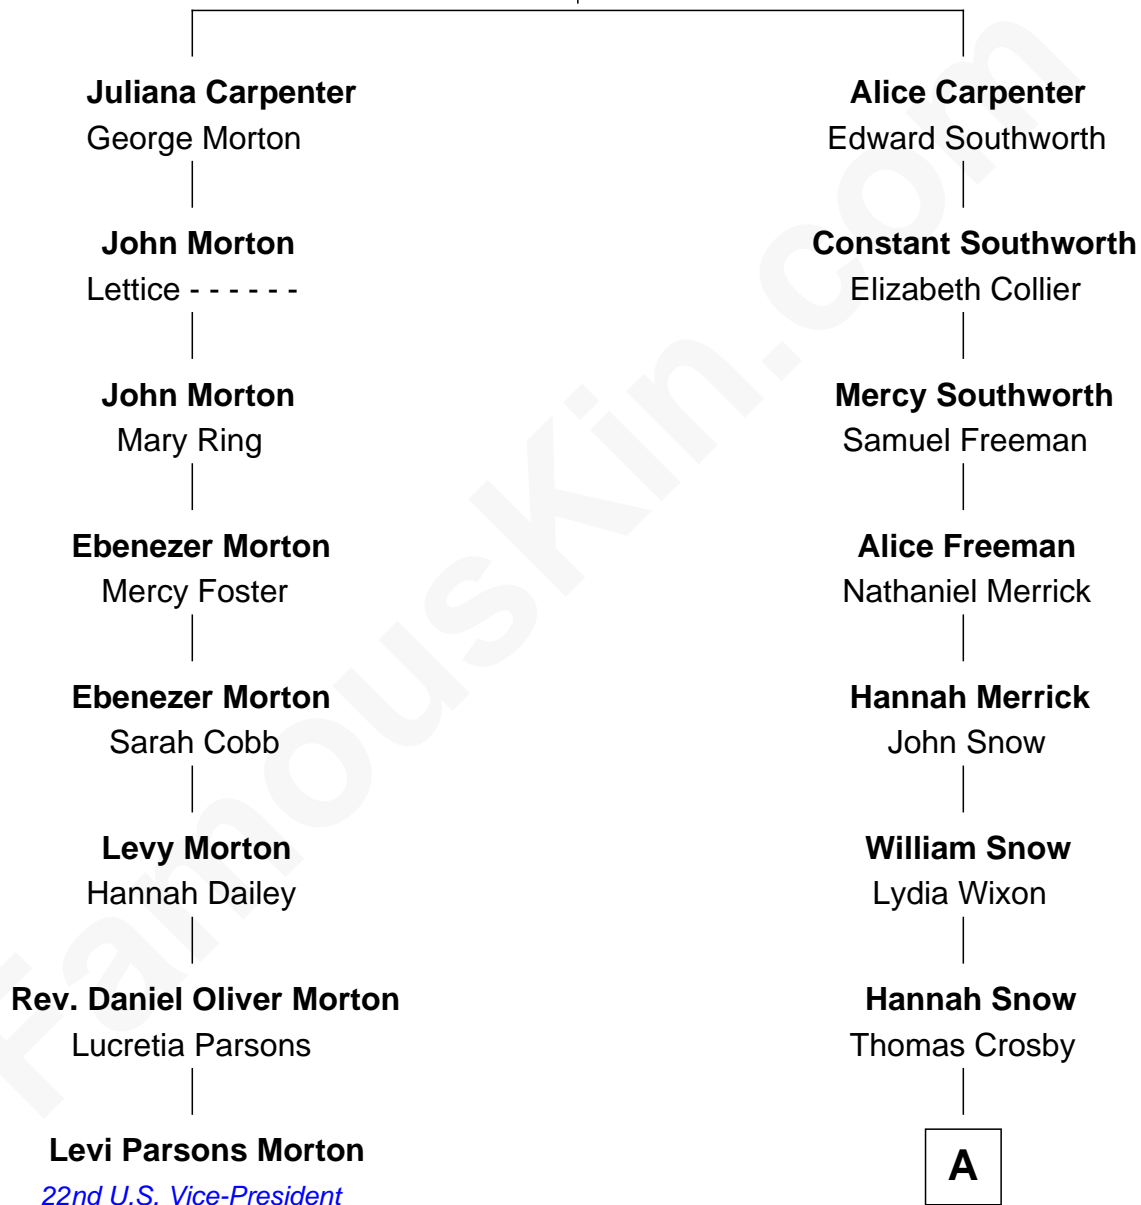 Juliana Carpenter
George Morton
John Morton
Lettice - - - - - -
John Morton
Mary Ring
Ebenezer Morton
Mercy Foster
Ebenezer Morton
Sarah Cobb
Levy Morton
Hannah Dailey
Rev. Daniel Oliver Morton
Lucretia Parsons
Levi Parsons Morton
22nd U.S. Vice-President
Alice Carpenter
Edward Southworth
Constant Southworth
Elizabeth Collier
Mercy Southworth
Samuel Freeman
Alice Freeman
Nathaniel Merrick
Hannah Merrick
John Snow
William Snow
Lydia Wixon
Hannah Snow
Thomas Crosby
A
FamousKin.com